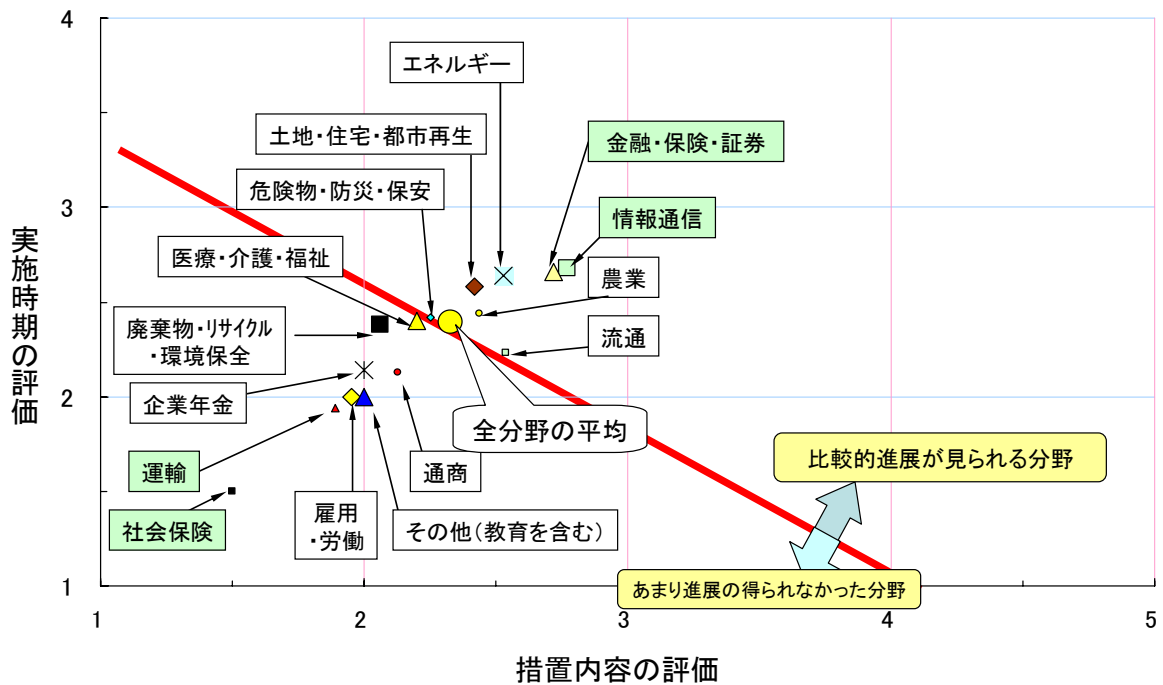 4
3
2
1
実施時期の評価
エネルギー
土地・住宅・都市再生
金融・保険・証券
危険物・防災・保安
情報通信
医療・介護・福祉
農業
廃棄物・リサイクル
・環境保全
流通
企業年金
全分野の平均
運輸
通商
比較的進展が見られる分野
社会保険
雇用
・労働
その他（教育を含む）
あまり進展の得られなかった分野
1
2
3
4
5
措置内容の評価